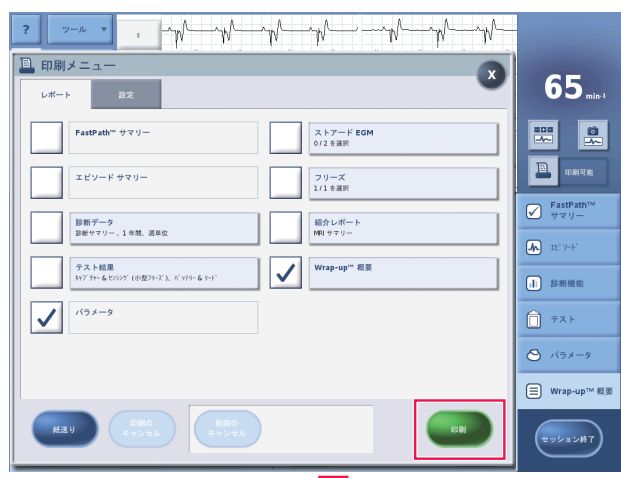 ?
ツール ▼
II
印刷メニュー
X
レポート
設定
FastPath™ サマリー
ストアード EGM
0/2 を選択
エピソード サマリー
フリーズ
1/1 を選択
診断データ
診断サマリー、1 年間、週単位
紹介レポート
MRI サマリー
テスト結果
ｷｬﾌﾟﾁｬｰ & ｾﾝｼﾝｸﾞ (小型ﾌﾘｰｽﾞ)、ﾊﾞｯﾃﾘｰ & ﾘｰﾄﾞ
Wrap-up™ 概要
パラメータ
紙送り
印刷の
キャンセル
前回の
キャンセル
印刷
65 min-1
印刷可能
FastPath™
サマリー
ｴﾋﾟｿｰﾄﾞ
診断機能
テスト
パラメータ
Wrap-up™ 概要
セッション終了